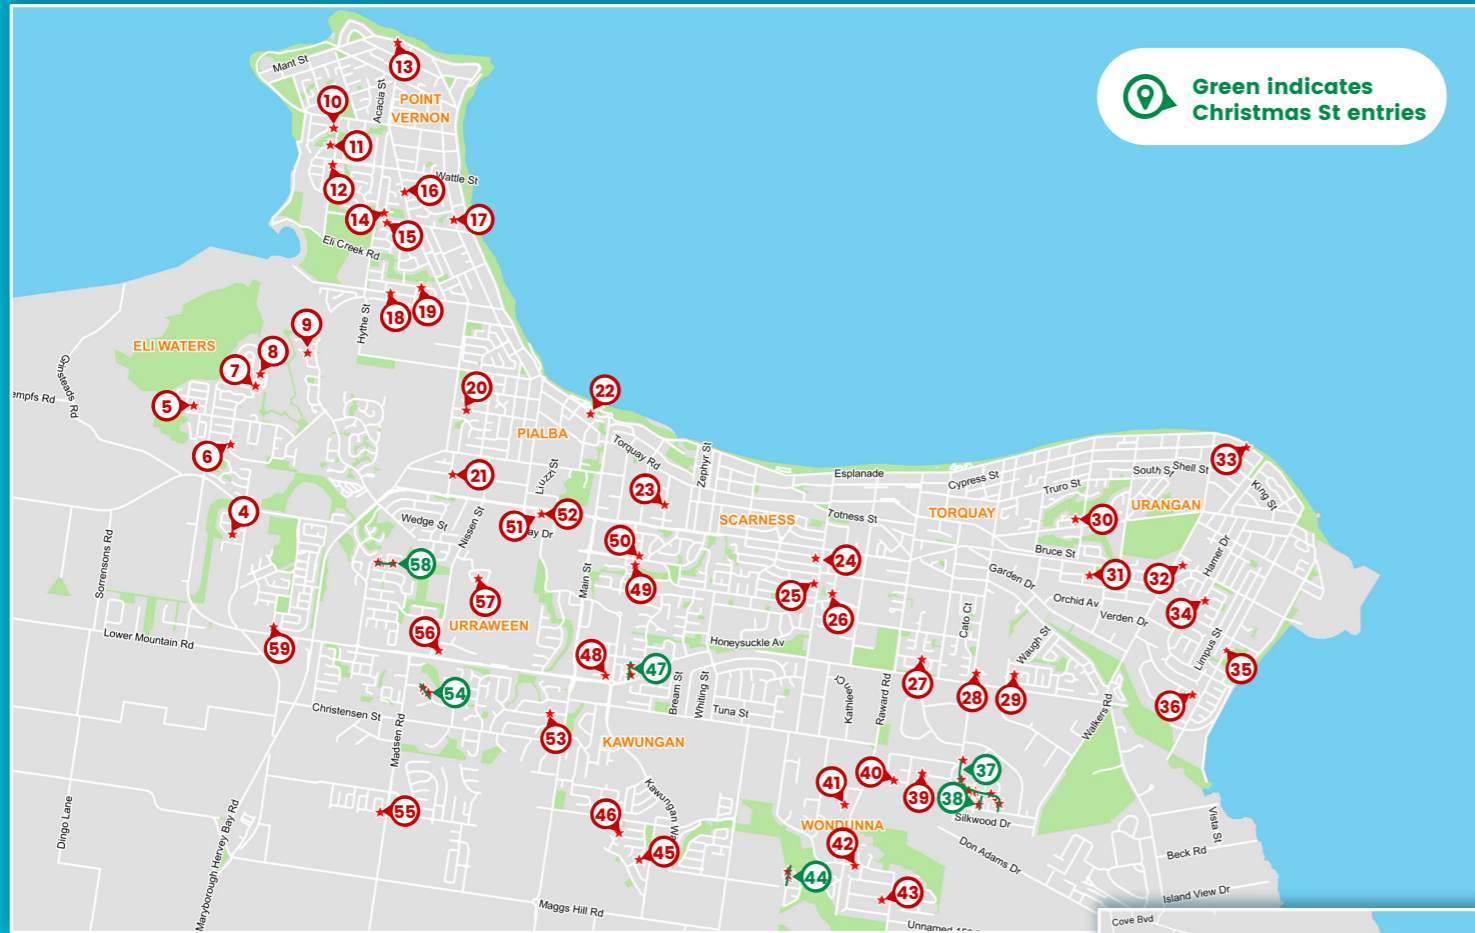 Green indicates
Christmas St entries
13
Mant St
Acacia St
POINT
VERNON
10
11
12
Wattle St
16
14
15
17
Eli Creek Rd
18
19
Hythe St
9
ELI WATERS
8
7
Grinsteads Rd
empfs Rd
5
6
20
22
PIALBA
Torquay Rd
Zephyr St
21
Liuzzi St
23
Esplanade
Cypress St
Truro St
South St
Shell St
33
King St
4
Wedge St
Nissen St
51
52
ay Dr
SCARNESS
Totness St
TORQUAY
URANGAN
30
Sorrensons Rd
58
50
49
Main St
24
25
26
Bruce St
Garden Dr
31
32
Hamer Dr
57
URRAWEEN
Orchid Av
Verden Dr
34
Lower Mountain Rd
59
56
48
47
Honeysuckle Av
Cato Ct
Waugh St
Limpus St
35
54
Bream St
Whiting St
Tuna St
Kathleen Ct
Raward Rd
27
28
29
Walkers Rd
36
Christensen St
Madsen Rd
53
KAWUNGAN
37
40
39
38
41
Silkwood Dr
55
Dingo Lane
Maryborough Hervey Bay Rd
46
45
WONDUNNA
42
44
43
Don Adams Dr
Vista St
Beck Rd
Island View Dr
Maggs Hill Rd
Cove Bvd